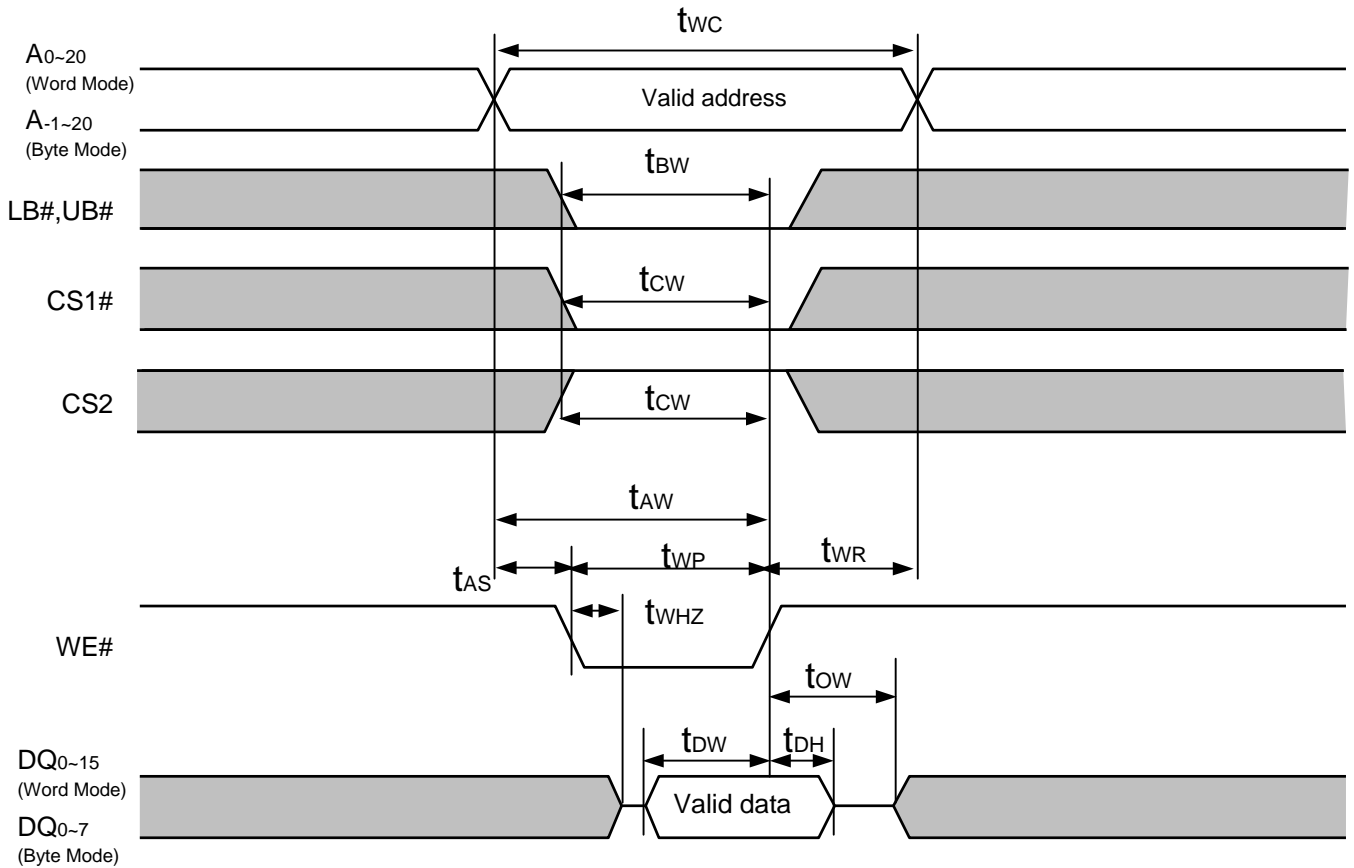 tWC
A0~20
(Word Mode)
Valid address
A-1~20
(Byte Mode)
tBW
LB#,UB#
tCW
CS1#
tCW
CS2
tAW
tAS
tWP
tWR
tWHZ
WE#
tOW
tDW
tDH
DQ0~15
(Word Mode)
Valid data
DQ0~7
(Byte Mode)